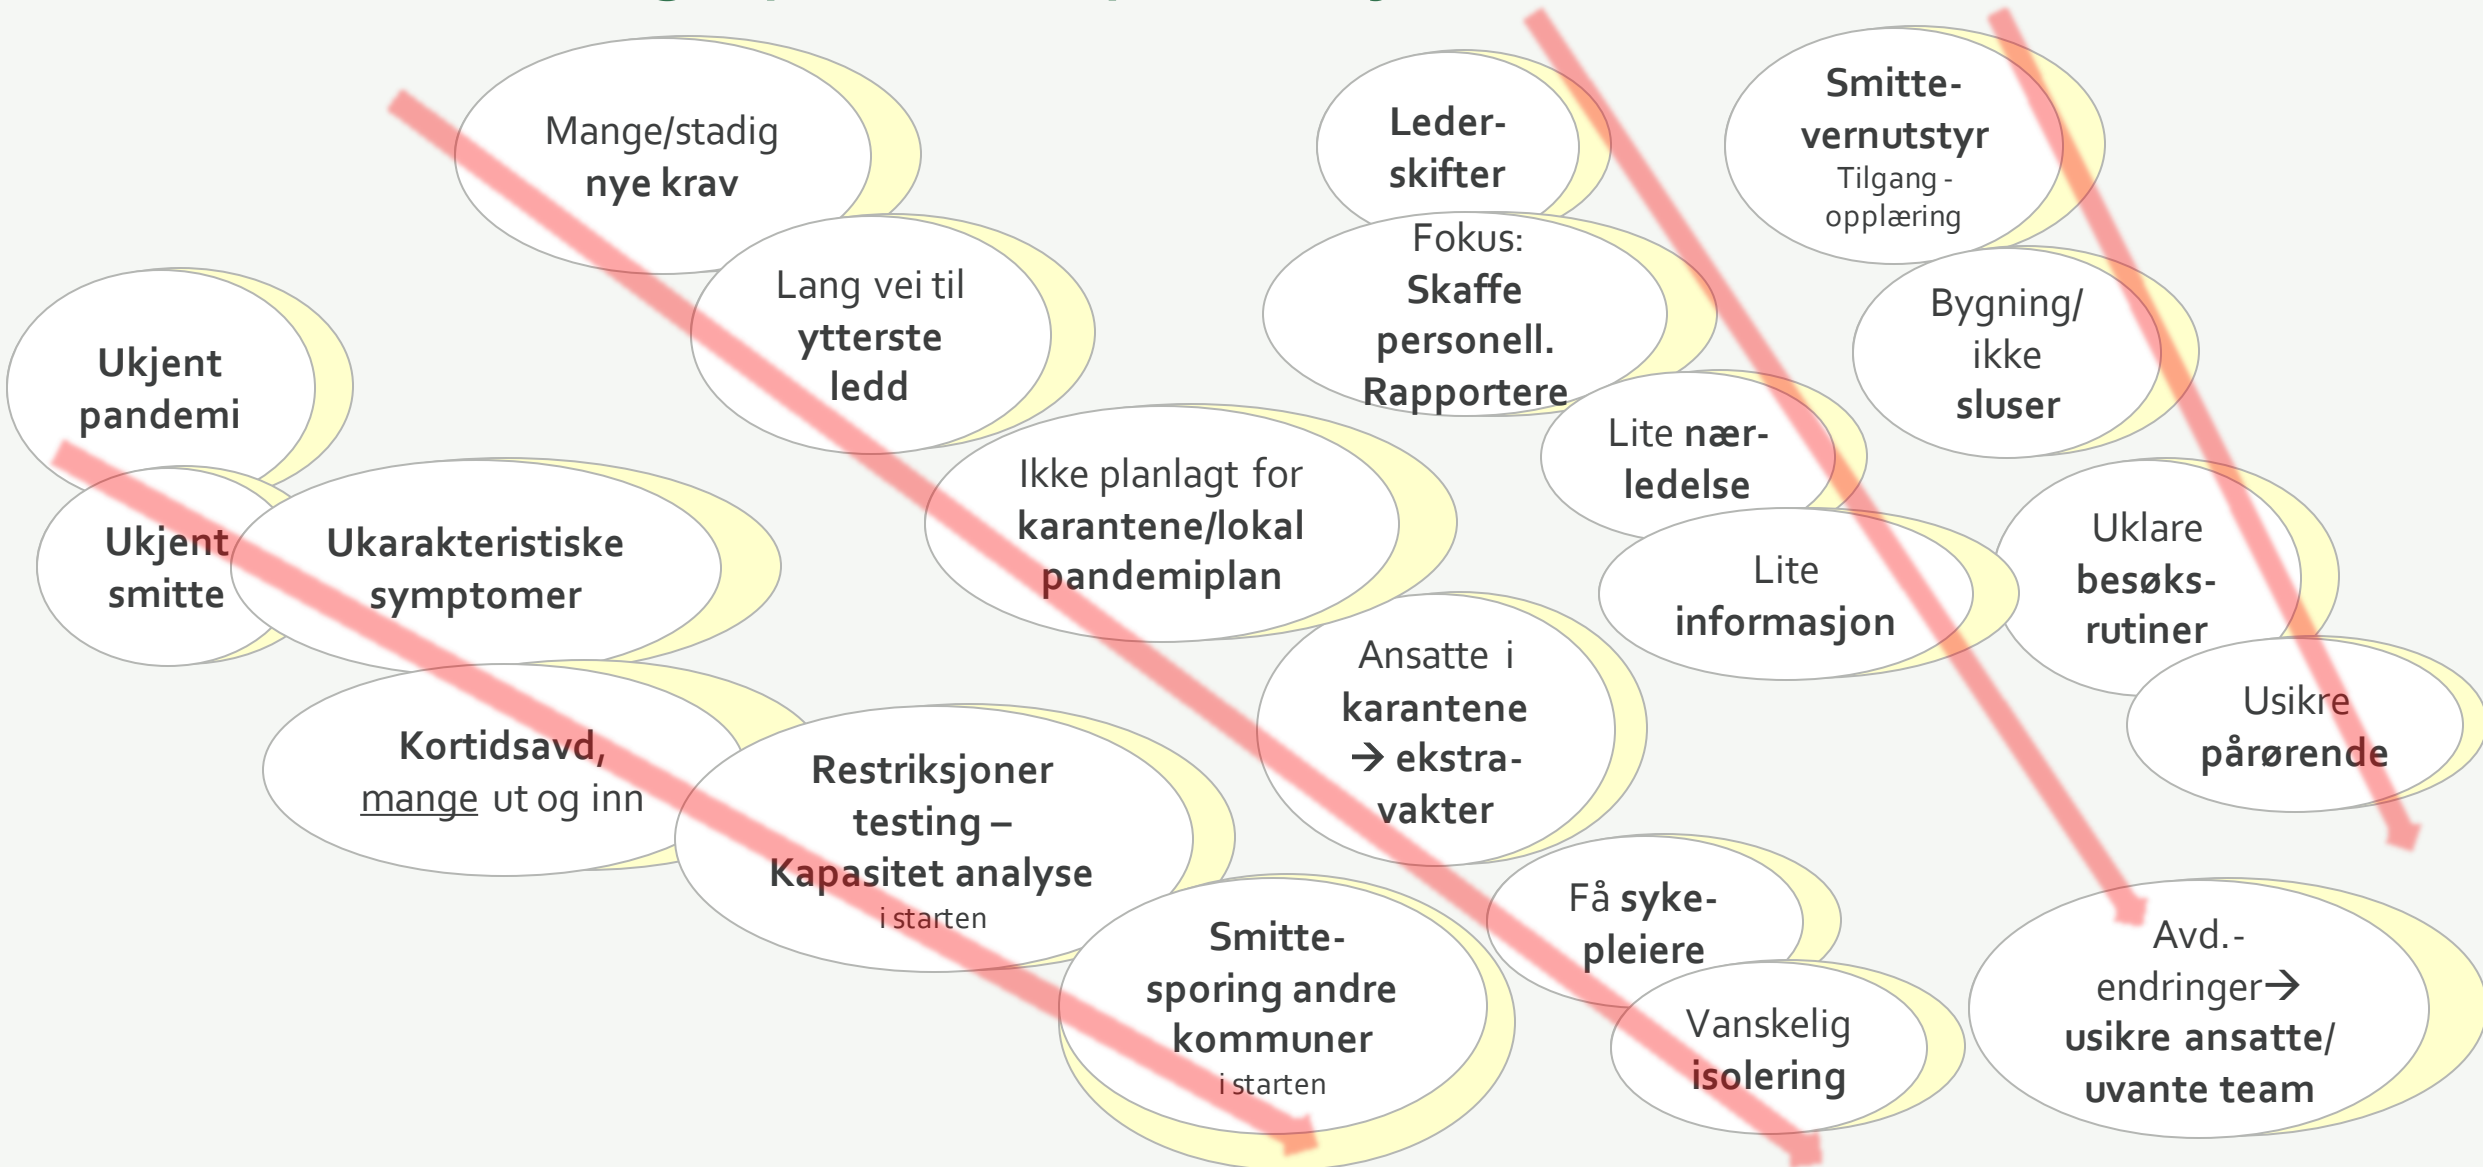 Mange/stadig
nye krav
Lang vei til
ytterste
ledd
Leder-
skifter
Fokus:
Skaffe
personell.
Rapportere
Smitte-
vernutstyr
Tilgang -
opplæring
Bygning/
ikke
sluser
Ukjent
pandemi
Ukjent
smitte
Ukarakteristiske
symptomer
Ikke planlagt for
karantene/lokal
pandemiplan
Lite nær-
ledelse
Lite
informasjon
Uklare
besøks-
rutiner
Usikre
pårørende
Kortidsavd,
mange ut og inn
Restriksjoner
testing –
Kapasitet analyse
i starten
Ansatte i
karantene
→ ekstra-
vakter
Smitte-
sporing andre
kommuner
i starten
Få syke-
pleiere
Vanskelig
isolering
Avd.-
endringer→
usikre ansatte/
uvante team